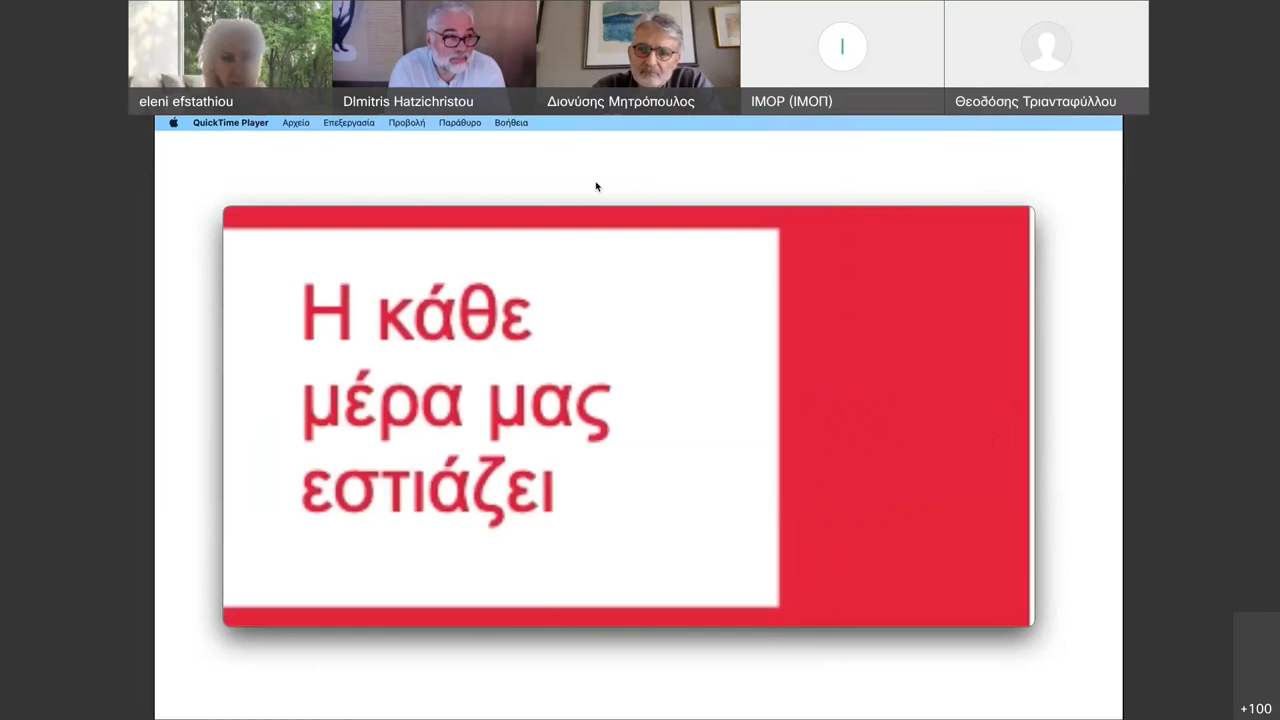 eleni efstathiou
DImitris Hatzichristou
Διονύσης Μητρόπουλος
I
IMOP (ΙΜΟΠ)
Θεοδόσης Τριανταφύλλου
QuickTime Player Αρχείο Επεξεργασία Προβολή Παράθυρο Βοήθεια
Η κάθε
μέρα μας
εστιάζει
+100